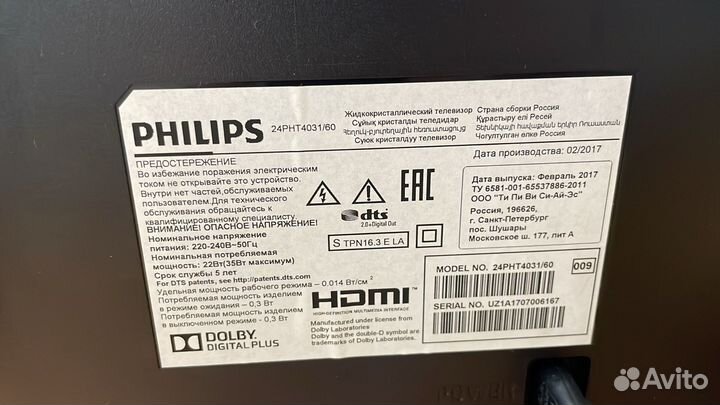 PHILIPS 24PHT4031/60
Жидкокристаллический телевизор
Сұйық кристалды теледидар
Հեղուկ-բյուրեղային հեռուստացույց
Суюк кристаллдуу телевизор
Страна сборки Россия
Құрастыру елі Ресей
Տեխնիկայի հավաքման երկիր Ռուսաստան
Чогултулган өлке Россия
Дата производства: 02/2017
ПРЕДОСТЕРЕЖЕНИЕ
Во избежание поражения электрическим
током не открывайте это устройство.
Внутри нет частей, обслуживаемых
пользователем. Для технического
обслуживания обращайтесь к
квалифицированному специалисту.
ВНИМАНИЕ! ОПАСНОЕ НАПРЯЖЕНИЕ!
Номинальное напряжение
питания: 220-240В~50Гц
Номинальная потребляемая
мощность: 22Вт(35Вт максимум)
Срок службы 5 лет
For DTS patents, see http://patents.dts.com
Удельная мощность рабочего режима – 0.014 Вт/см²
Потребляемая мощность изделием
в режиме ожидания – 0,3 Вт
Потребляемая мощность изделием
в выключенном режиме - 0,3 Вт
DOLBY
DIGITAL PLUS
EAC
dts
2.0+Digital Out
S TPN16.3 E LA
HDMI
HIGH-DEFINITION MULTIMEDIA INTERFACE
Manufactured under license from
Dolby Laboratories
Dolby and the double-D symbol are
trademarks of Dolby Laboratories.
Дата выпуска: Февраль 2017
ТУ 6581-001-65537886-2011
ООО "Ти Пи Ви Си-Ай-Эс"
Россия, 196626,
г. Санкт-Петербург
пос. Шушары
Московское ш. 177, лит А
MODEL NO. 24PHT4031/60
009
SERIAL NO. UZ1A1707006167
POWER
Avito